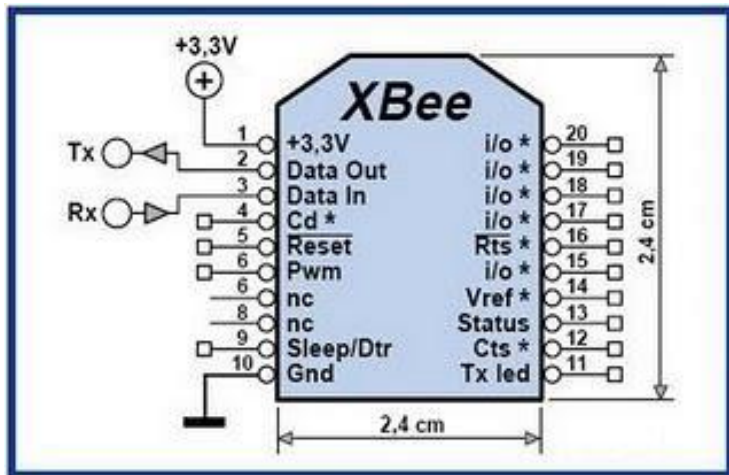 +3,3V
XBee
1 +3,3V i/o * 20
Tx 2 Data Out i/o * 19
3 Data In i/o * 18
Rx 4 Cd * i/o * 17
5 Reset Rts * 16
6 Pwm i/o * 15
6 nc Vref * 14
8 nc Status 13
9 Sleep/Dtr Cts * 12
10 Gnd Tx led 11
2,4 cm
2,4 cm